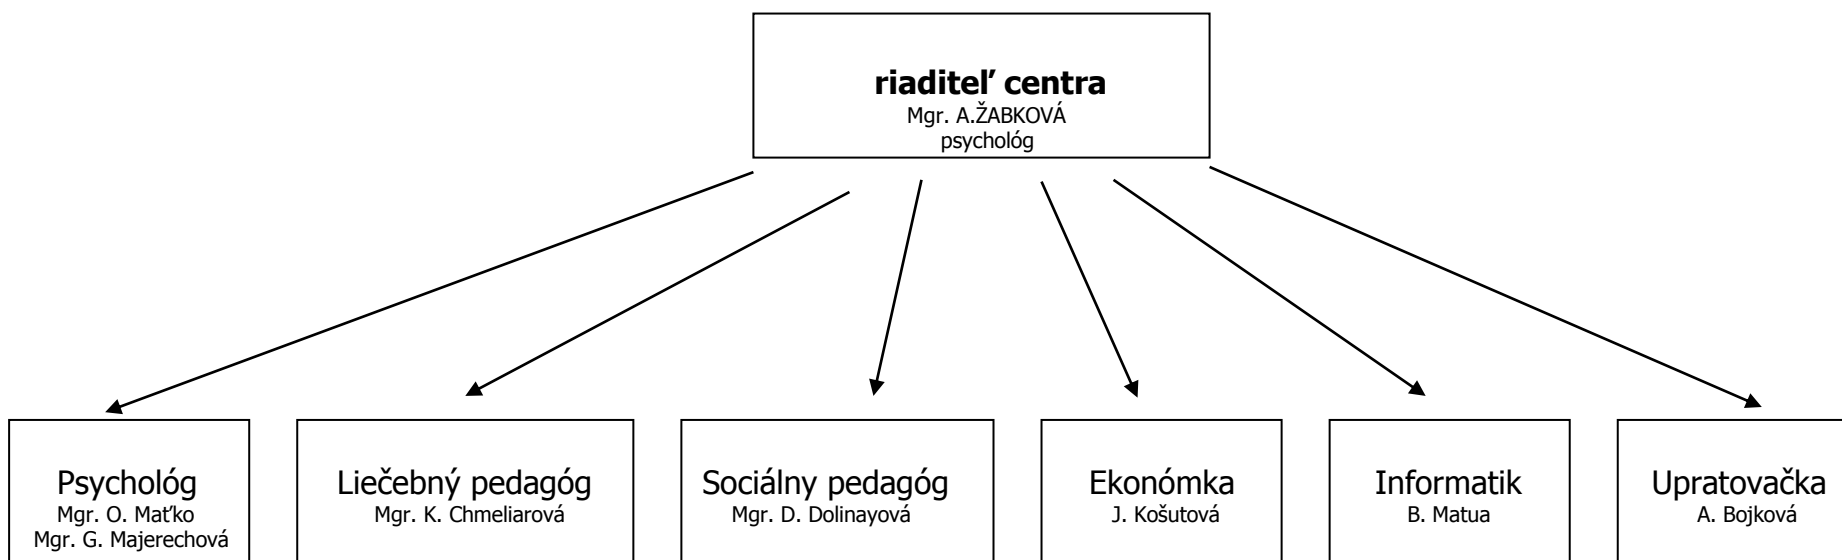 riaditeľ centra
Mgr. A.ŽABKOVÁ
psychológ
Psychológ
Mgr. O. Maťko
Mgr. G. Majerechová
Liečebný pedagóg
Mgr. K. Chmeliarová
Sociálny pedagóg
Mgr. D. Dolinayová
Ekonómka
J. Košutová
Informatik
B. Matua
Upratovačka
A. Bojková